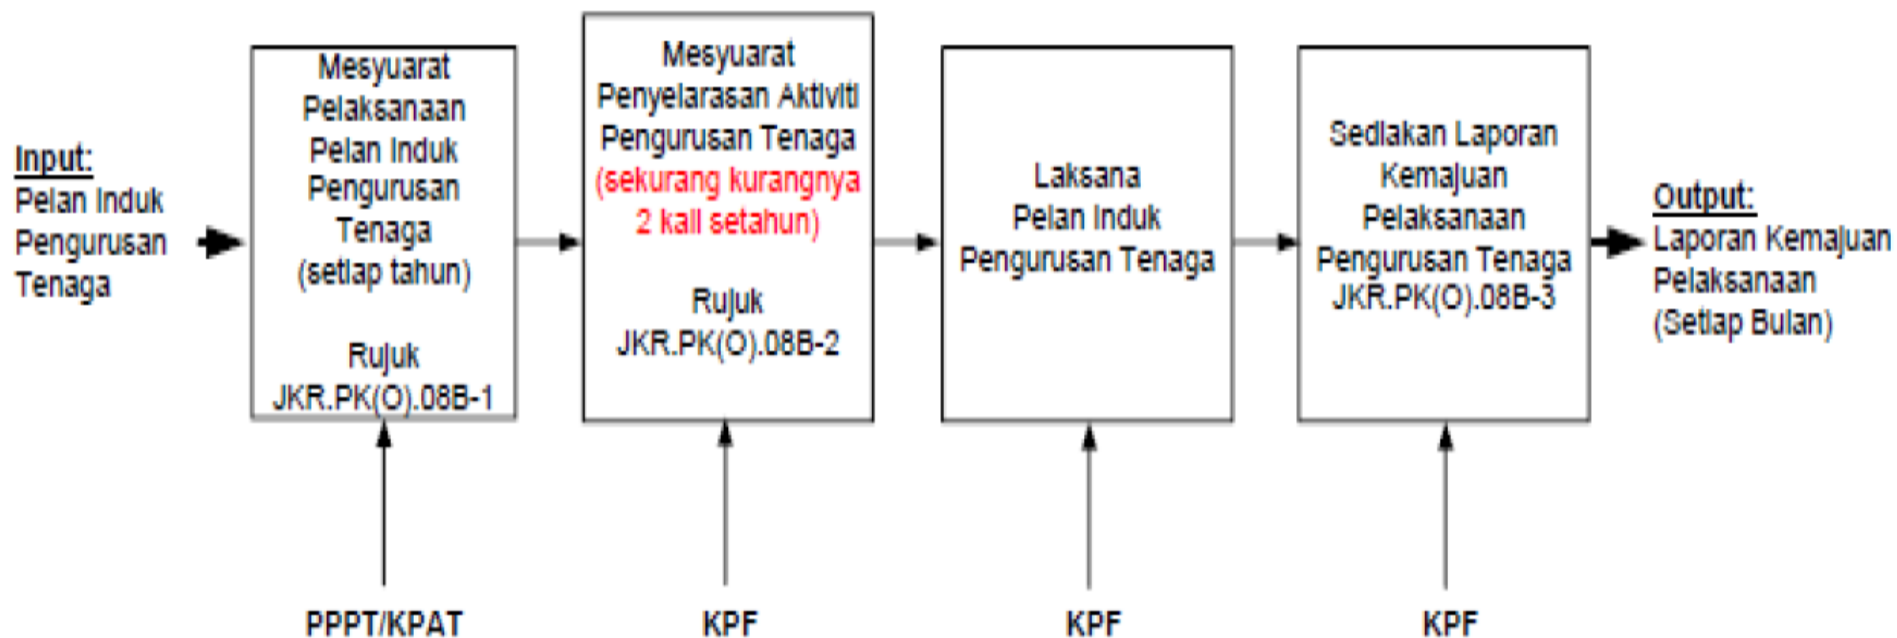 Input:
Pelan Induk
Pengurusan
Tenaga
Mesyuarat
Pelaksanaan
Pelan Induk
Pengurusan
Tenaga
(setiap tahun)
Rujuk
JKR.PK(O).08B-1
PPPT/KPAT
Mesyuarat
Penyelarasan Aktiviti
Pengurusan Tenaga
(sekurang kurangnya
2 kali setahun)
Rujuk
JKR.PK(O).08B-2
KPF
Laksana
Pelan Induk
Pengurusan Tenaga
KPF
Sediakan Laporan
Kemajuan
Pelaksanaan
Pengurusan Tenaga
JKR.PK(O).08B-3
KPF
Output:
Laporan Kemajuan
Pelaksanaan
(Setiap Bulan)